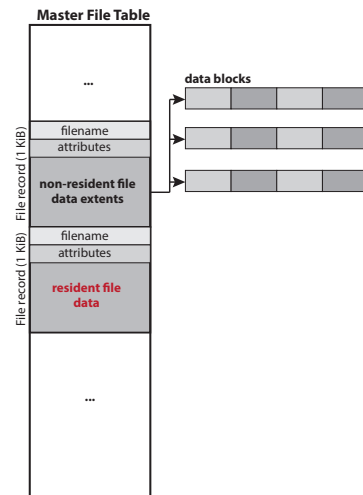 Master File Table
...
data blocks
File record (1 KiB)
filename
attributes
non-resident file
data extents
File record (1 KiB)
filename
attributes
resident file
data
...